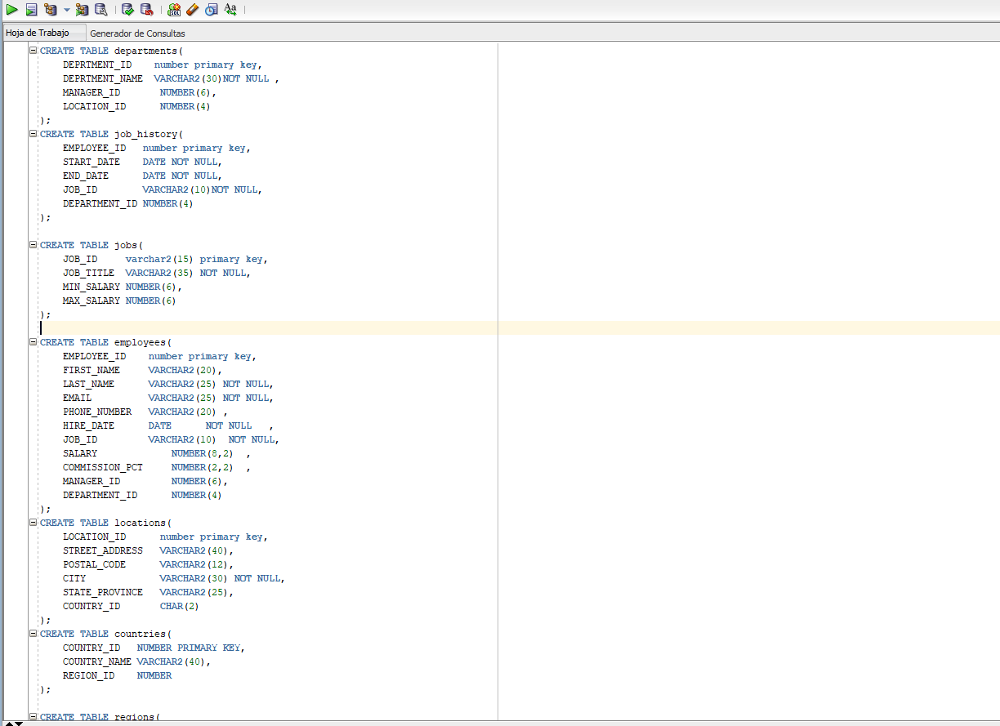 Hoja de Trabajo Generador de Consultas
CREATE TABLE departments(
DEPRTMENT_ID number primary key,
DEPRTMENT_NAME VARCHAR2(30)NOT NULL ,
MANAGER_ID NUMBER(6),
LOCATION_ID NUMBER(4)
);
CREATE TABLE job_history(
EMPLOYEE_ID number primary key,
START_DATE DATE NOT NULL,
END_DATE DATE NOT NULL,
JOB_ID VARCHAR2(10)NOT NULL,
DEPARTMENT_ID NUMBER(4)
);
CREATE TABLE jobs(
JOB_ID varchar2(15) primary key,
JOB_TITLE VARCHAR2(35) NOT NULL,
MIN_SALARY NUMBER(6),
MAX_SALARY NUMBER(6)
);
CREATE TABLE employees(
EMPLOYEE_ID number primary key,
FIRST_NAME VARCHAR2(20),
LAST_NAME VARCHAR2(25) NOT NULL,
EMAIL VARCHAR2(25) NOT NULL,
PHONE_NUMBER VARCHAR2(20) ,
HIRE_DATE DATE NOT NULL ,
JOB_ID VARCHAR2(10) NOT NULL,
SALARY NUMBER(8,2) ,
COMMISSION_PCT NUMBER(2,2) ,
MANAGER_ID NUMBER(6),
DEPARTMENT_ID NUMBER(4)
);
CREATE TABLE locations(
LOCATION_ID number primary key,
STREET_ADDRESS VARCHAR2(40),
POSTAL_CODE VARCHAR2(12),
CITY VARCHAR2(30) NOT NULL,
STATE_PROVINCE VARCHAR2(25),
COUNTRY_ID CHAR(2)
);
CREATE TABLE countries(
COUNTRY_ID NUMBER PRIMARY KEY,
COUNTRY_NAME VARCHAR2(40),
REGION_ID NUMBER
);
CREATE TABLE regions(